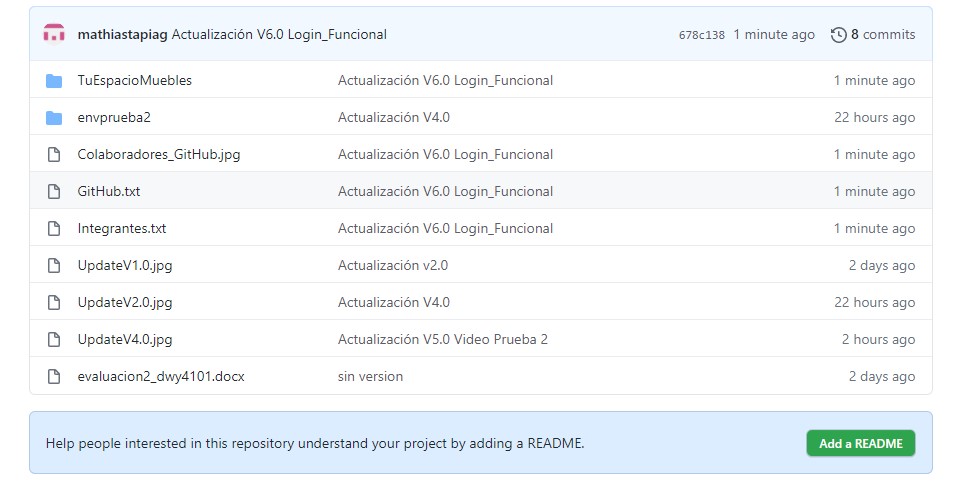 mathiastapiag Actualización V6.0 Login_Funcional 678c138 1 minute ago 8 commits
TuEspacioMuebles Actualización V6.0 Login_Funcional 1 minute ago
envprueba2 Actualización V4.0 22 hours ago
Colaboradores_GitHub.jpg Actualización V6.0 Login_Funcional 1 minute ago
GitHub.txt Actualización V6.0 Login_Funcional 1 minute ago
Integrantes.txt Actualización V6.0 Login_Funcional 1 minute ago
UpdateV1.0.jpg Actualización v2.0 2 days ago
UpdateV2.0.jpg Actualización V4.0 22 hours ago
UpdateV4.0.jpg Actualización V5.0 Video Prueba 2 2 hours ago
evaluacion2_dwy4101.docx sin version 2 days ago
Help people interested in this repository understand your project by adding a README. Add a README